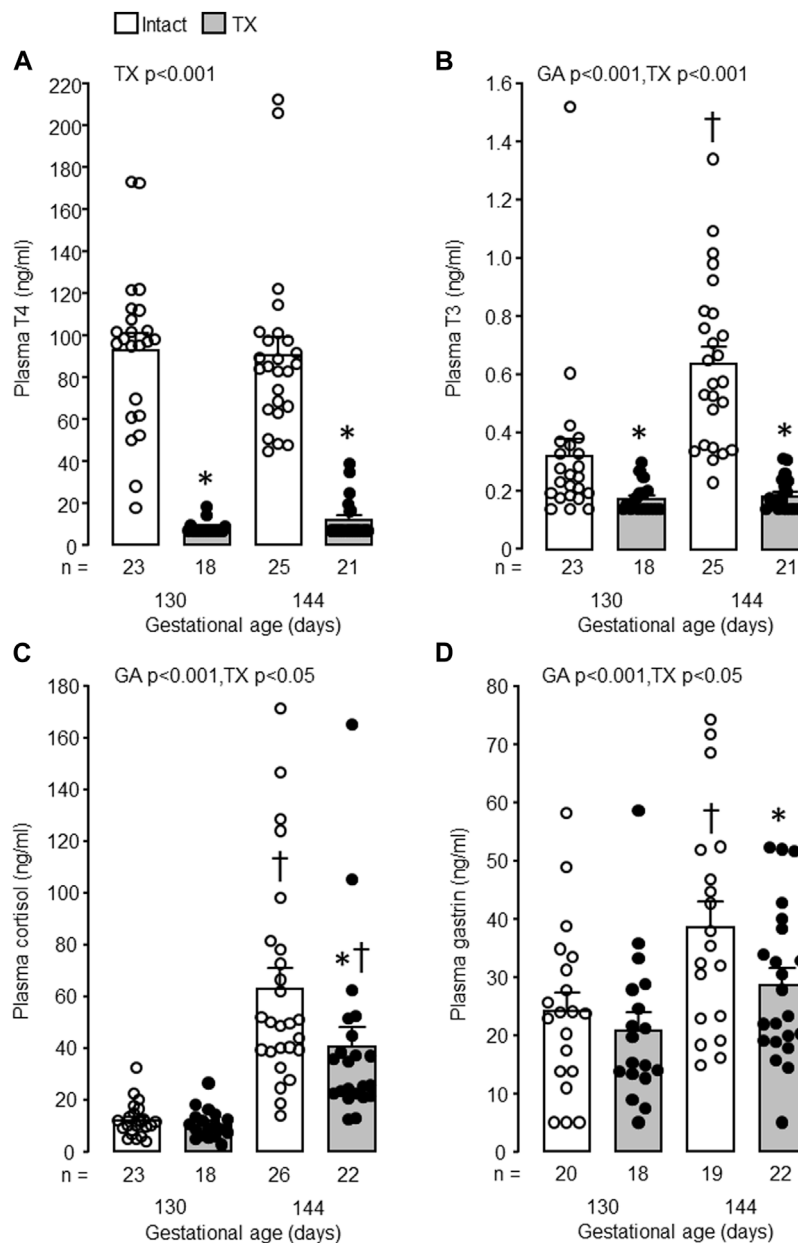 Intact TX
A
TX p<0.001
Plasma T4 (ng/ml)
220
200
180
160
140
120
100
80
60
40
20
0
*
*
n = 23 18 25 21
130 144
Gestational age (days)
B
GA p<0.001,TX p<0.001
Plasma T3 (ng/ml)
1.6
1.4
1.2
1.0
0.8
0.6
0.4
0.2
0
*
†
*
n = 23 18 25 21
130 144
Gestational age (days)
C
GA p<0.001,TX p<0.05
Plasma cortisol (ng/ml)
180
160
140
120
100
80
60
40
20
0
†
*†
n = 23 18 26 22
130 144
Gestational age (days)
D
GA p<0.001,TX p<0.05
Plasma gastrin (ng/ml)
80
70
60
50
40
30
20
10
0
†
*
n = 20 18 19 22
130 144
Gestational age (days)